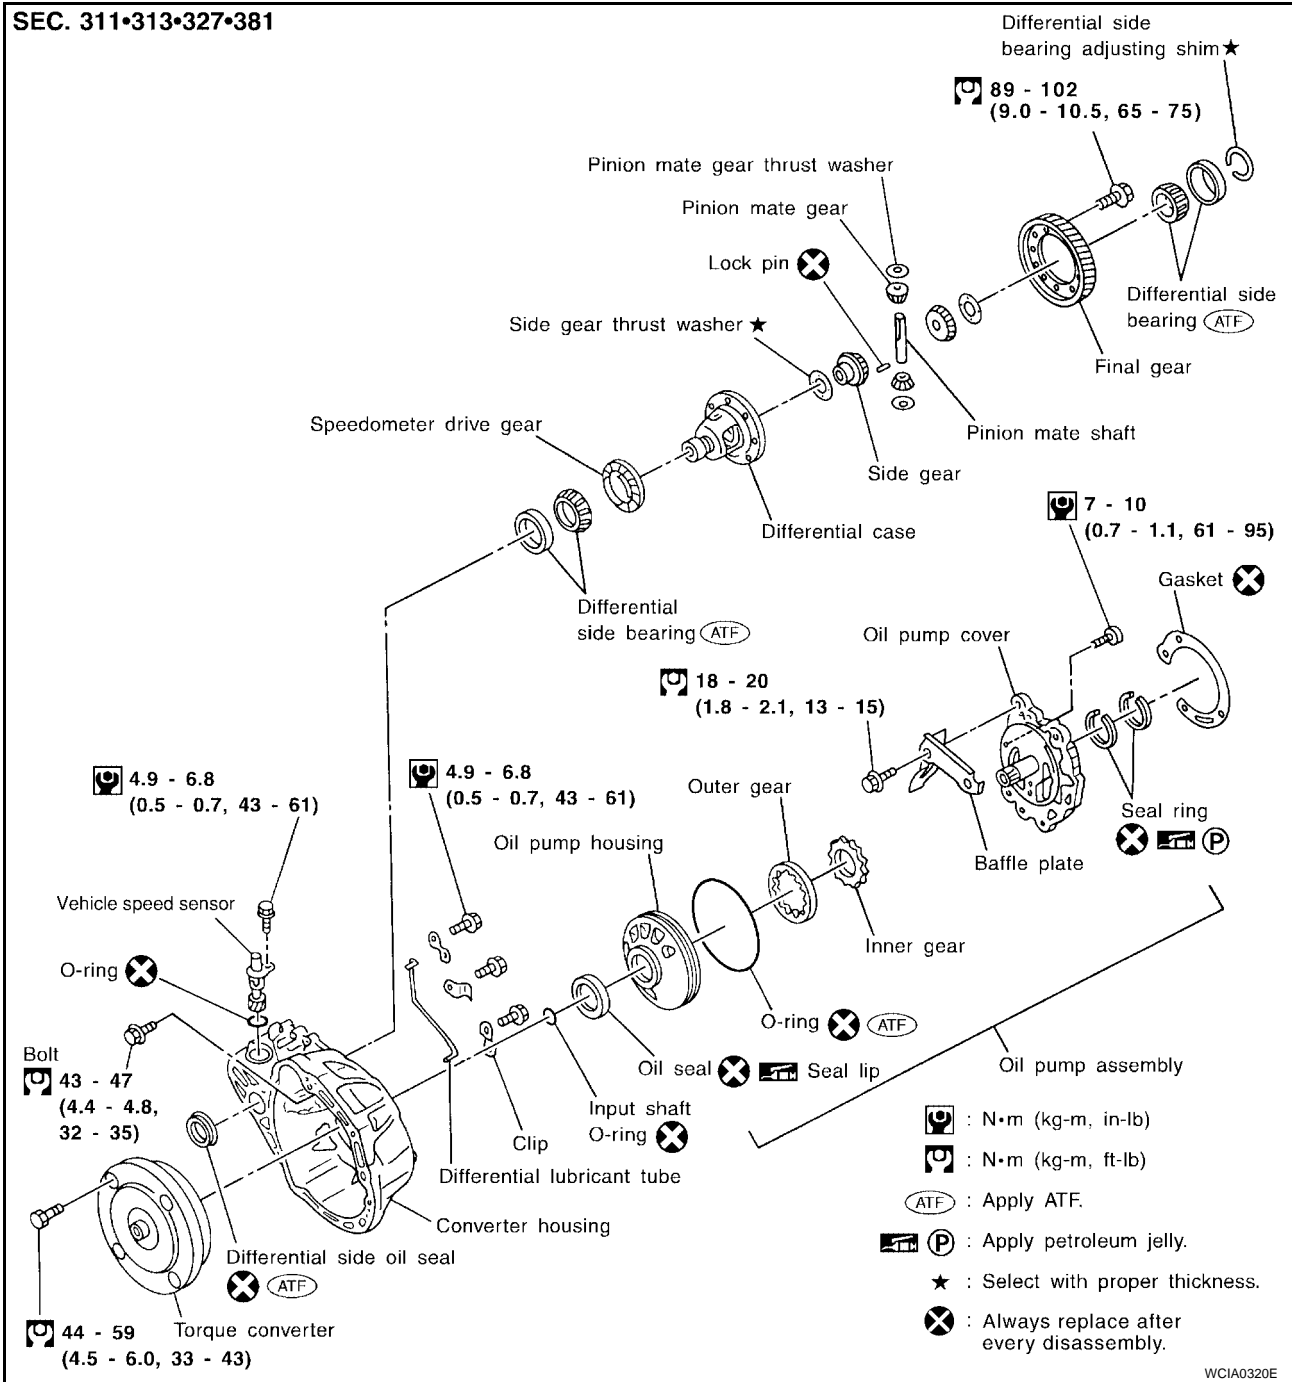 SEC. 311•313•327•381
Differential side
bearing adjusting shim★
89 - 102
(9.0 - 10.5, 65 - 75)
Pinion mate gear thrust washer
Pinion mate gear
Lock pin
Differential side
bearing ATF
Side gear thrust washer ★
Final gear
Speedometer drive gear
Pinion mate shaft
Side gear
7 - 10
(0.7 - 1.1, 61 - 95)
Differential case
Gasket
Differential
side bearing ATF
Oil pump cover
18 - 20
(1.8 - 2.1, 13 - 15)
4.9 - 6.8
(0.5 - 0.7, 43 - 61)
4.9 - 6.8
(0.5 - 0.7, 43 - 61)
Outer gear
Seal ring
P
Oil pump housing
Baffle plate
Vehicle speed sensor
Inner gear
O-ring
O-ring ATF
Bolt
43 - 47
(4.4 - 4.8,
32 - 35)
Oil seal Seal lip
Oil pump assembly
Input shaft
O-ring
Clip
Differential lubricant tube
Converter housing
Differential side oil seal
ATF
Torque converter
44 - 59
(4.5 - 6.0, 33 - 43)
: N•m (kg-m, in-lb)
: N•m (kg-m, ft-lb)
ATF : Apply ATF.
P : Apply petroleum jelly.
★ : Select with proper thickness.
: Always replace after
every disassembly.
WCIA0320E